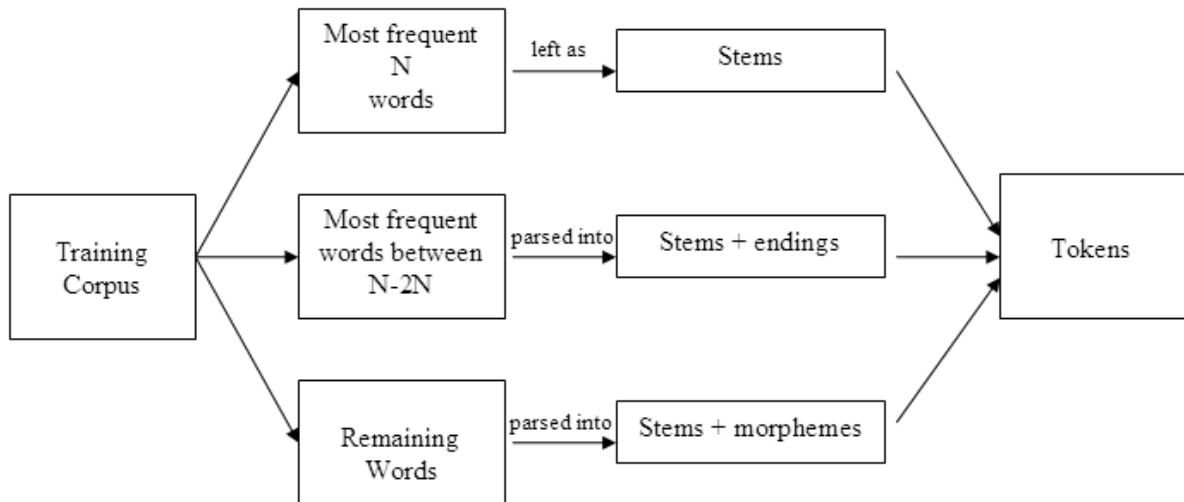 Training
Corpus
Most frequent
N
words
left as
Stems
Most frequent
words between
N-2N
parsed into
Stems + endings
Remaining
Words
parsed into
Stems + morphemes
Tokens